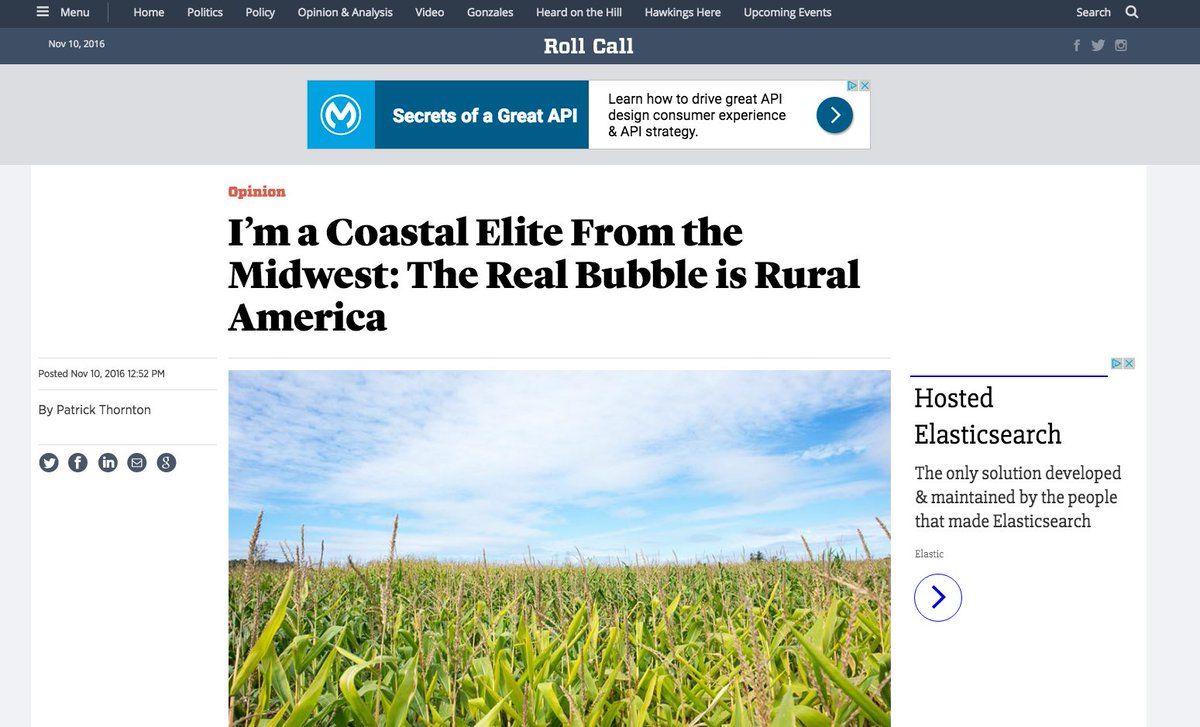 Menu
Home
Politics
Policy
Opinion & Analysis
Video
Gonzales
Heard on the Hill
Hawkings Here
Upcoming Events
Search
Nov 10, 2016
Roll Call
Secrets of a Great API
Learn how to drive great API
design consumer experience
& API strategy.
Opinion
I'm a Coastal Elite From the
Midwest: The Real Bubble is Rural
America
Posted Nov 10, 2016 12:52 PM
By Patrick Thornton
Hosted
Elasticsearch
The only solution developed
& maintained by the people
that made Elasticsearch
Elastic